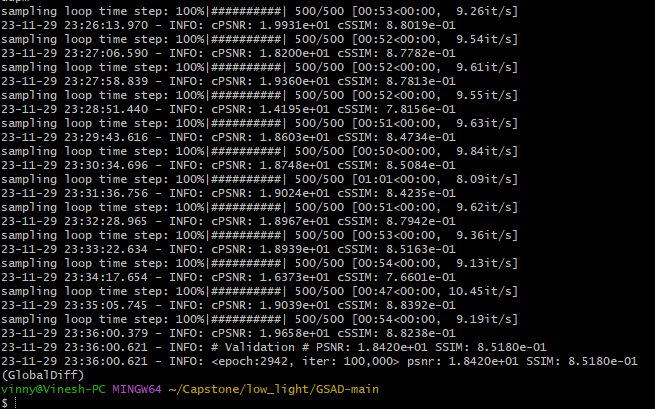 sampling loop time step: 100%|##########| 500/500 [00:53<00:00,  9.26it/s]
23-11-29 23:26:13.970 - INFO: cPSNR: 1.9931e+01 cSSIM: 8.8019e-01
sampling loop time step: 100%|##########| 500/500 [00:52<00:00,  9.54it/s]
23-11-29 23:27:06.590 - INFO: cPSNR: 1.8200e+01 cSSIM: 8.7782e-01
sampling loop time step: 100%|##########| 500/500 [00:52<00:00,  9.61it/s]
23-11-29 23:27:58.839 - INFO: cPSNR: 1.9360e+01 cSSIM: 8.7813e-01
sampling loop time step: 100%|##########| 500/500 [00:52<00:00,  9.55it/s]
23-11-29 23:28:51.440 - INFO: cPSNR: 1.4195e+01 cSSIM: 7.8156e-01
sampling loop time step: 100%|##########| 500/500 [00:51<00:00,  9.63it/s]
23-11-29 23:29:43.616 - INFO: cPSNR: 1.8603e+01 cSSIM: 8.4734e-01
sampling loop time step: 100%|##########| 500/500 [00:50<00:00,  9.84it/s]
23-11-29 23:30:34.696 - INFO: cPSNR: 1.8748e+01 cSSIM: 8.5084e-01
sampling loop time step: 100%|##########| 500/500 [01:01<00:00,  8.09it/s]
23-11-29 23:31:36.756 - INFO: cPSNR: 1.9024e+01 cSSIM: 8.4235e-01
sampling loop time step: 100%|##########| 500/500 [00:51<00:00,  9.62it/s]
23-11-29 23:32:28.965 - INFO: cPSNR: 1.8967e+01 cSSIM: 8.7942e-01
sampling loop time step: 100%|##########| 500/500 [00:53<00:00,  9.36it/s]
23-11-29 23:33:22.634 - INFO: cPSNR: 1.8939e+01 cSSIM: 8.5163e-01
sampling loop time step: 100%|##########| 500/500 [00:54<00:00,  9.13it/s]
23-11-29 23:34:17.654 - INFO: cPSNR: 1.6373e+01 cSSIM: 7.6601e-01
sampling loop time step: 100%|##########| 500/500 [00:47<00:00, 10.45it/s]
23-11-29 23:35:05.745 - INFO: cPSNR: 1.9039e+01 cSSIM: 8.8392e-01
sampling loop time step: 100%|##########| 500/500 [00:54<00:00,  9.19it/s]
23-11-29 23:36:00.379 - INFO: cPSNR: 1.9658e+01 cSSIM: 8.8238e-01
23-11-29 23:36:00.621 - INFO: # Validation # PSNR: 1.8420e+01 SSIM: 8.5180e-01
23-11-29 23:36:00.621 - INFO: <epoch:2942, iter: 100,000> psnr: 1.8420e+01 SSIM: 8.5180e-01
(GlobalDiff)
vinny@Vinesh-PC MINGW64 ~/Capstone/low_light/GSAD-main
$